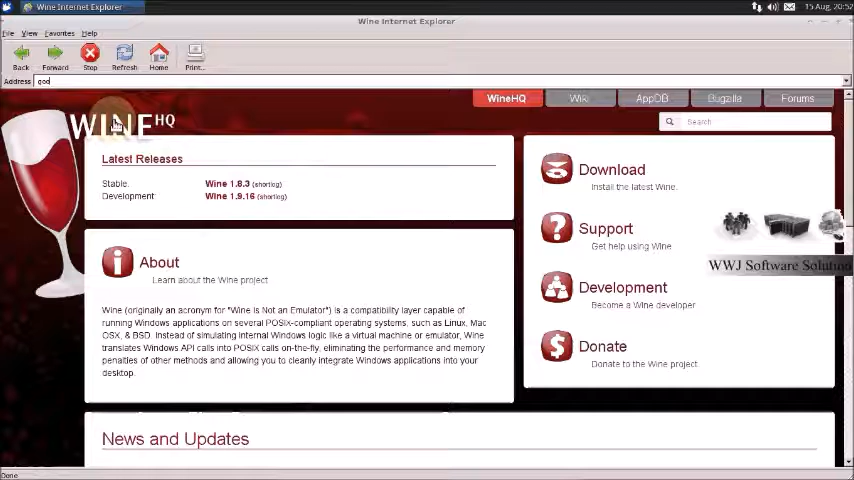 Wine Internet Explorer
15 Aug, 20:52
Wine Internet Explorer
File View Favorites Help
Back Forward Stop Refresh Home Print...
Address goo
WineHQ Wiki AppDB Bugzilla Forums
WINEHQ
Search
Latest Releases
Stable: Wine 1.8.3 (shortlog)
Development: Wine 1.9.16 (shortlog)
About
Learn about the Wine project
Wine (originally an acronym for "Wine Is Not an Emulator") is a compatibility layer capable of
running Windows applications on several POSIX-compliant operating systems, such as Linux, Mac
OSX, & BSD. Instead of simulating internal Windows logic like a virtual machine or emulator, Wine
translates Windows API calls into POSIX calls on-the-fly, eliminating the performance and memory
penalties of other methods and allowing you to cleanly integrate Windows applications into your
desktop.
Download
Install the latest Wine.
Support
Get help using Wine
Development
Become a Wine developer
Donate
Donate to the Wine project.
WWJ Software Solution
News and Updates
Done